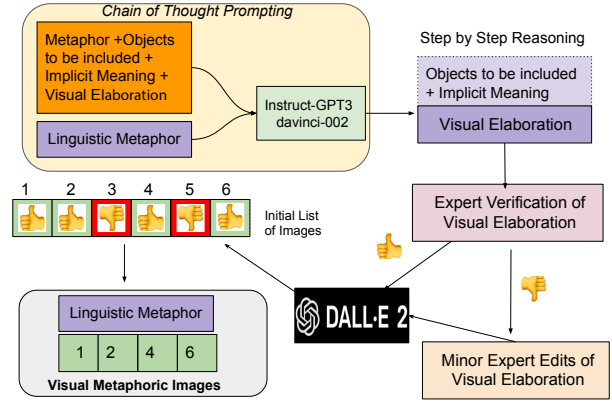 Chain of Thought Prompting
Metaphor +Objects
to be included +
Implicit Meaning +
Visual Elaboration
Linguistic Metaphor
Instruct-GPT3
davinci-002
Step by Step Reasoning
Objects to be included
+ Implicit Meaning
Visual Elaboration
Expert Verification of
Visual Elaboration
1 2 3 4 5 6
Initial List
of Images
DALL·E 2
Minor Expert Edits of
Visual Elaboration
Linguistic Metaphor
1 2 4 6
Visual Metaphoric Images